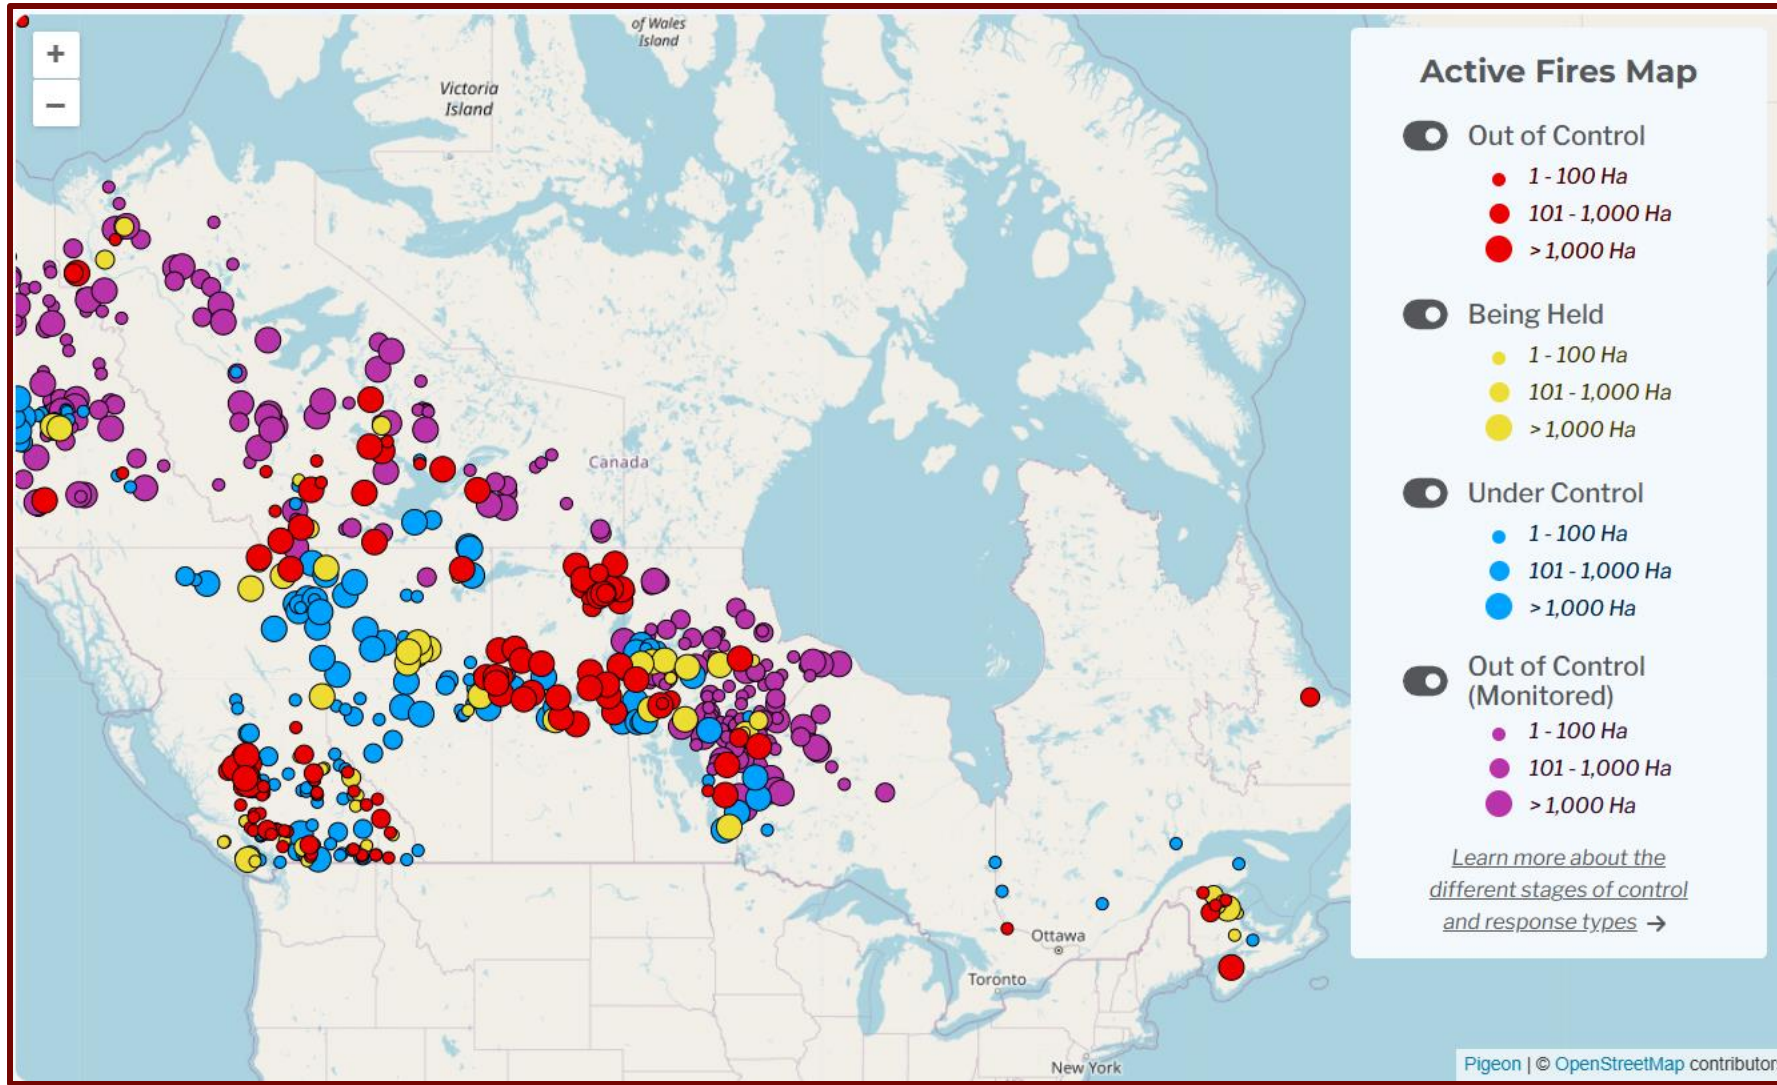 of Wales
Island
Victoria
Island
Canada
Ottawa
Toronto
New York
+
−
Active Fires Map
Out of Control
1 - 100 Ha
101 - 1,000 Ha
> 1,000 Ha
Being Held
1 - 100 Ha
101 - 1,000 Ha
> 1,000 Ha
Under Control
1 - 100 Ha
101 - 1,000 Ha
> 1,000 Ha
Out of Control
(Monitored)
1 - 100 Ha
101 - 1,000 Ha
> 1,000 Ha
Learn more about the
different stages of control
and response types →
Pigeon | © OpenStreetMap contributor